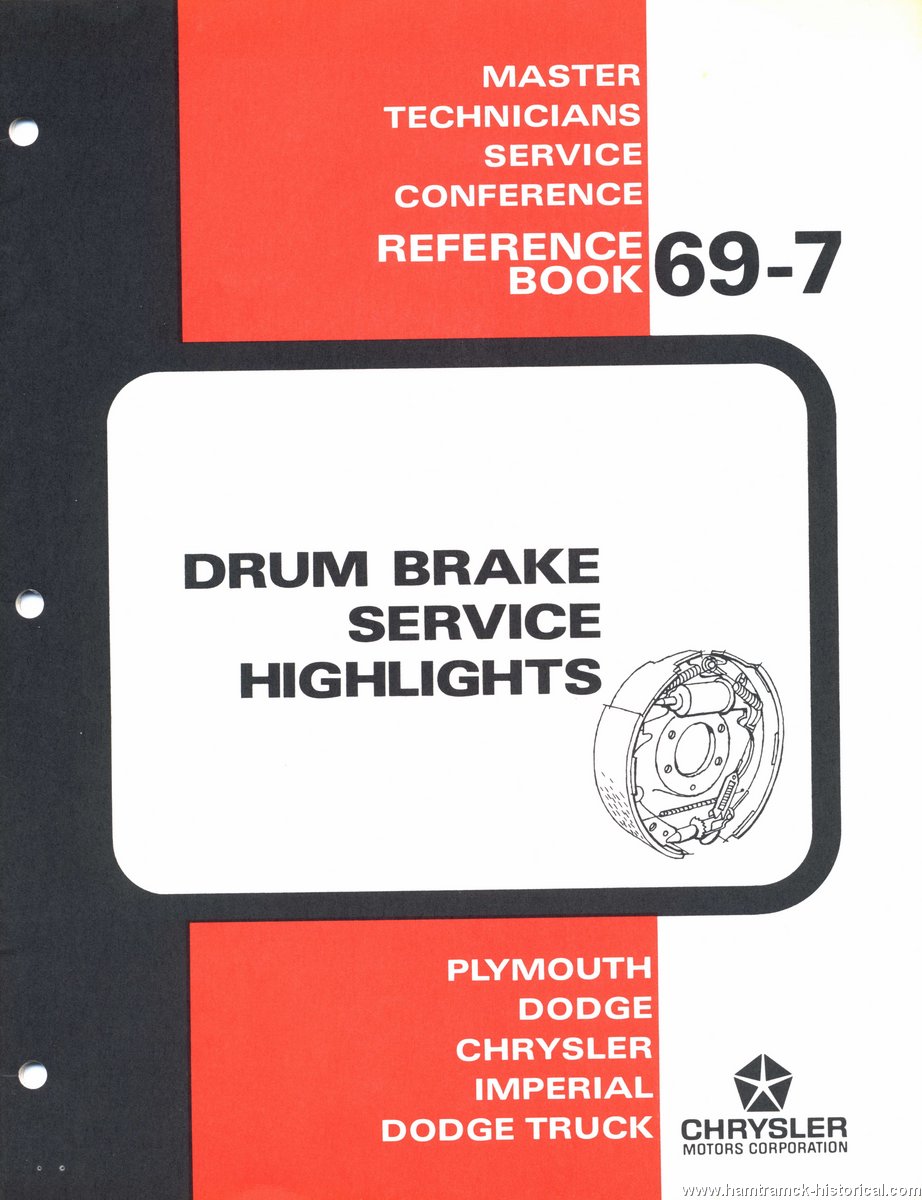 MASTER
TECHNICIANS
SERVICE
CONFERENCE
REFERENCE
BOOK
69-7
DRUM BRAKE
SERVICE
HIGHLIGHTS
PLYMOUTH
DODGE
CHRYSLER
IMPERIAL
DODGE TRUCK
CHRYSLER
MOTORS CORPORATION
www.hamtramck-historical.com